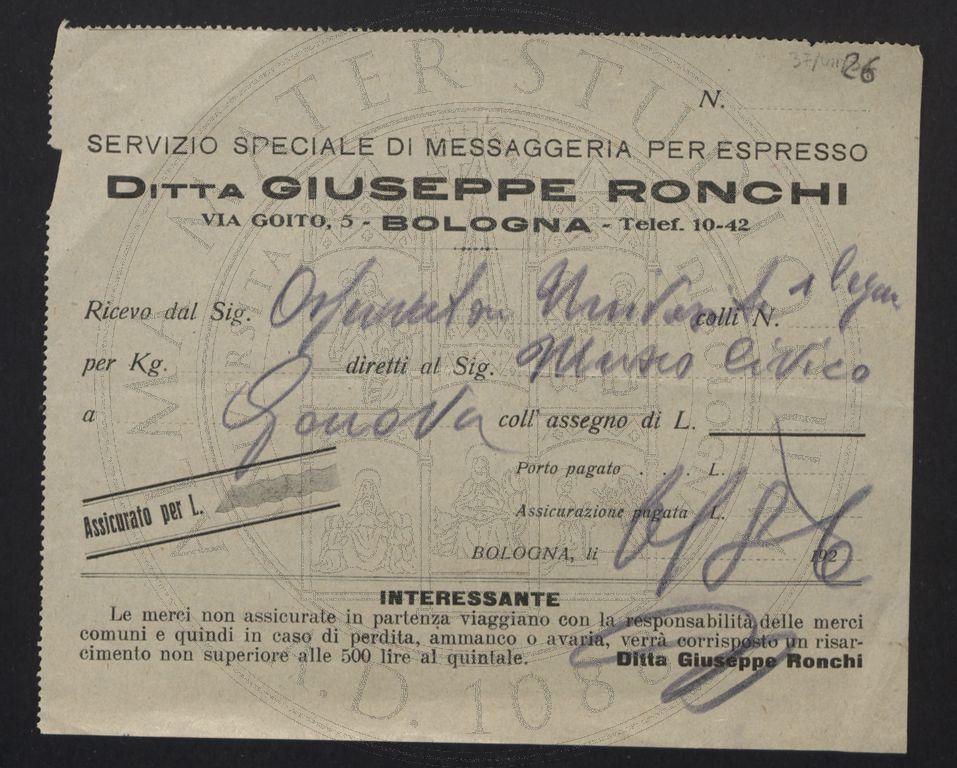 26
N.
SERVIZIO SPECIALE DI MESSAGGERIA PER ESPRESSO
DITTA GIUSEPPE RONCHI
VIA GOITO, 5 - BOLOGNA - Telef. 10-42
Ricevo dal Sig. colli N. 1
per Kg. diretti al Sig. Museo Civico
a Genova coll' assegno di L.
Porto pagato . . . L.
Assicurato per L.
Assicurazione pagata L.
BOLOGNA, li 192
INTERESSANTE
Le merci non assicurate in partenza viaggiano con la responsabilità delle merci
comuni e quindi in caso di perdita, ammanco o avaria, verrà corrisposto un risar-
cimento non superiore alle 500 lire al quintale. Ditta Giuseppe Ronchi
ALMA MATER STUDIORUM
A.D. 1088